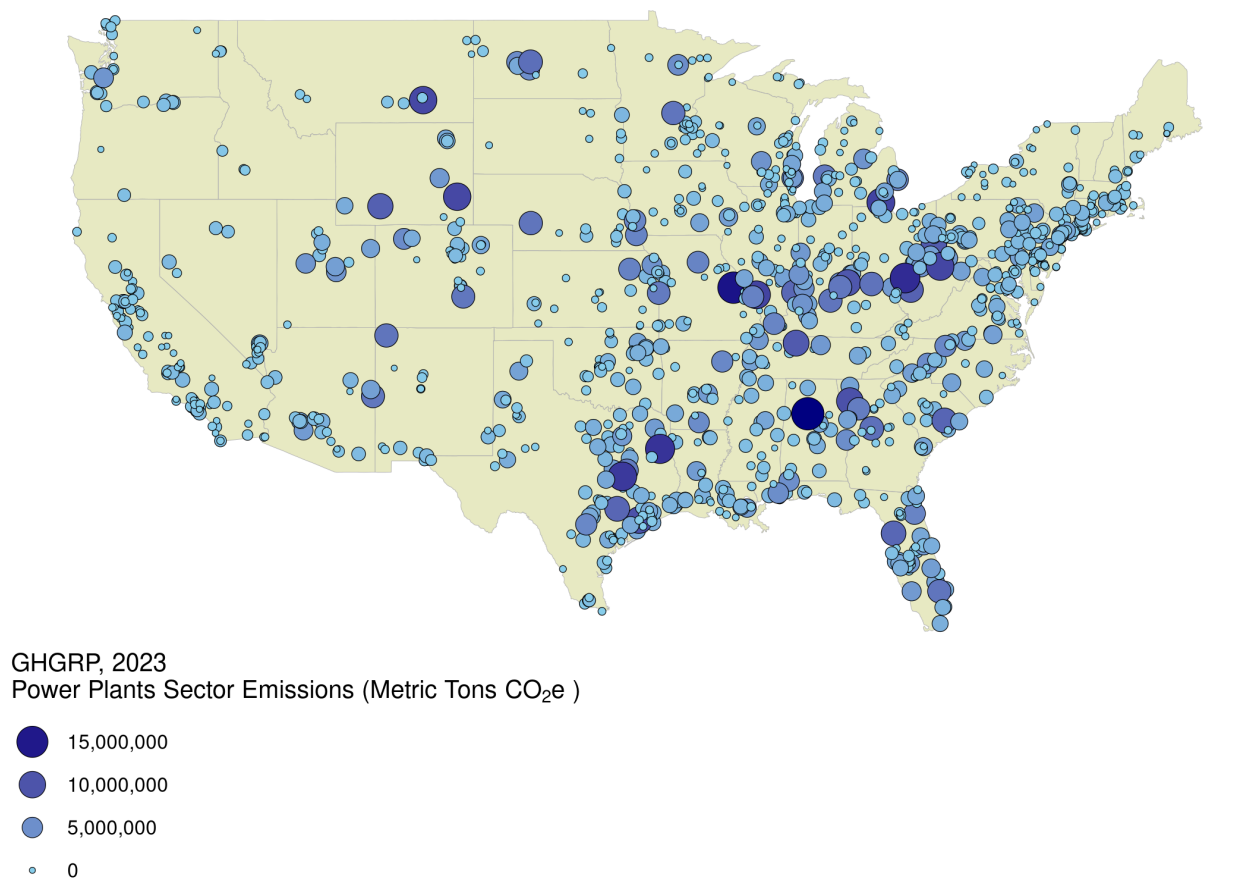 GHGRP, 2023
Power Plants Sector Emissions (Metric Tons CO₂e )
15,000,000
10,000,000
5,000,000
0